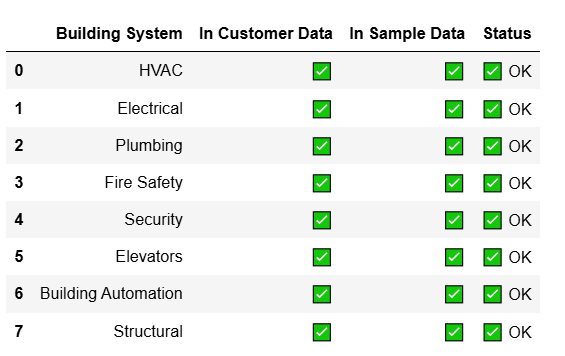 Building System In Customer Data In Sample Data Status
0 HVAC ✅ ✅ ✅ OK
1 Electrical ✅ ✅ ✅ OK
2 Plumbing ✅ ✅ ✅ OK
3 Fire Safety ✅ ✅ ✅ OK
4 Security ✅ ✅ ✅ OK
5 Elevators ✅ ✅ ✅ OK
6 Building Automation ✅ ✅ ✅ OK
7 Structural ✅ ✅ ✅ OK